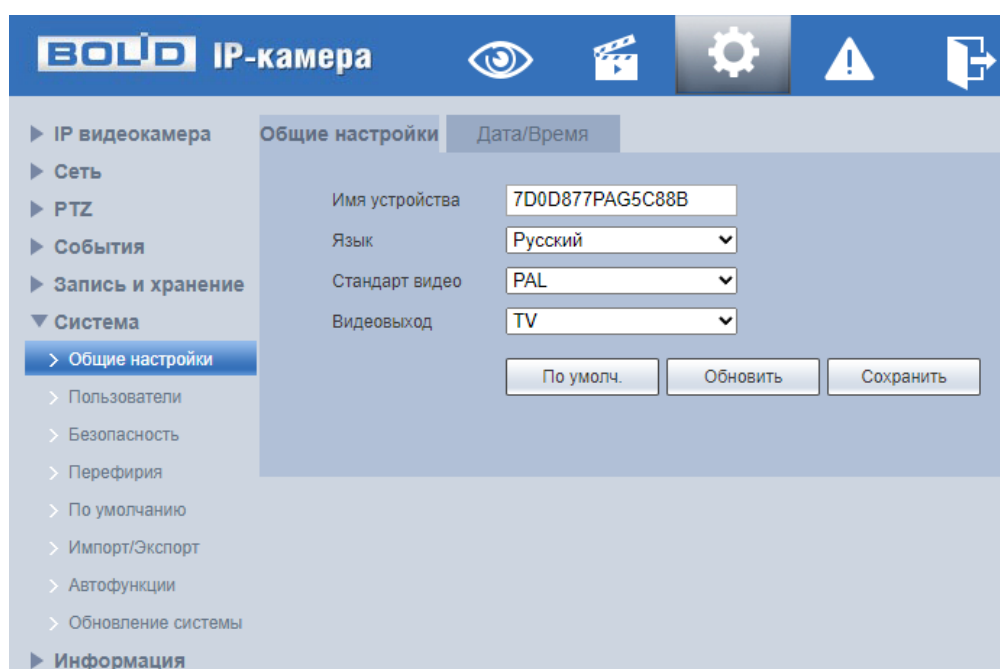 BOLID IP-камера
IP видеокамера
Сеть
PTZ
События
Запись и хранение
Система
Общие настройки
Пользователи
Безопасность
Перефирия
По умолчанию
Импорт/Экспорт
Автофункции
Обновление системы
Информация
Общие настройки Дата/Время
Имя устройства 7D0D877PAG5C88B
Язык Русский
Стандарт видео PAL
Видеовыход TV
По умолч. Обновить Сохранить